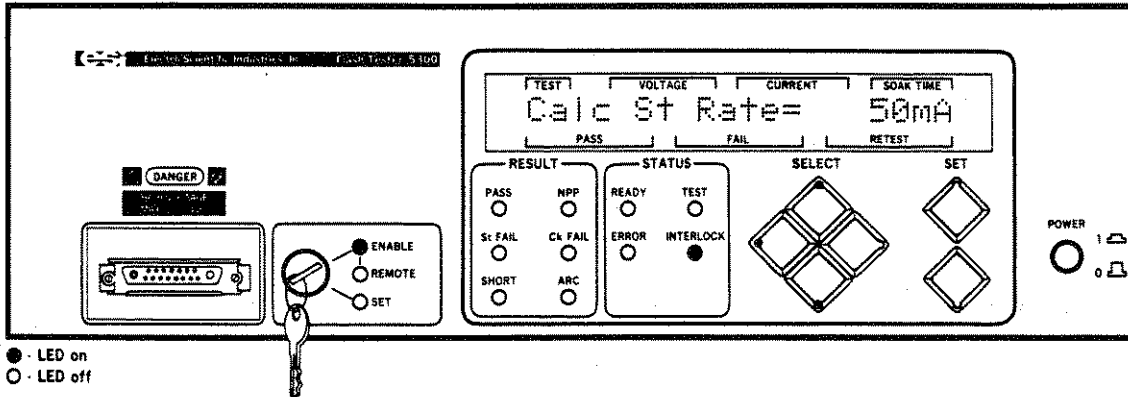 Electro Scientific Industries, Inc. Flash Tester 5300
TEST VOLTAGE CURRENT SOAK TIME
Calc St Rate= 50mA
PASS FAIL RETEST
DANGER
RESULT
PASS NPP
St FAIL Ck FAIL
SHORT ARC
STATUS
READY TEST
ERROR INTERLOCK
SELECT
SET
ENABLE
REMOTE
SET
POWER
1
0
- LED on
- LED off